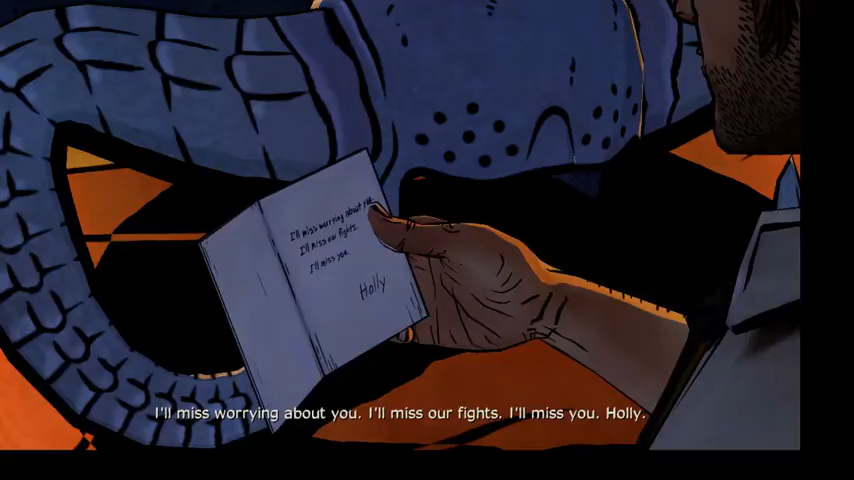 I'll miss worrying about you.
I'll miss our fights.
I'll miss you.
Holly
I'll miss worrying about you. I'll miss our fights. I'll miss you. Holly.